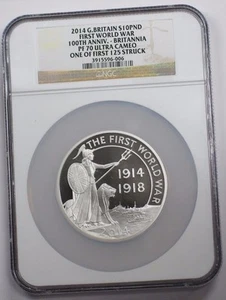 2014 G.BRITAIN S10PND
FIRST WORLD WAR
100TH ANNIV. - BRITANNIA
PF 70 ULTRA CAMEO
ONE OF FIRST 125 STRUCK
3915596-006
THE FIRST WORLD WAR
1914
1918